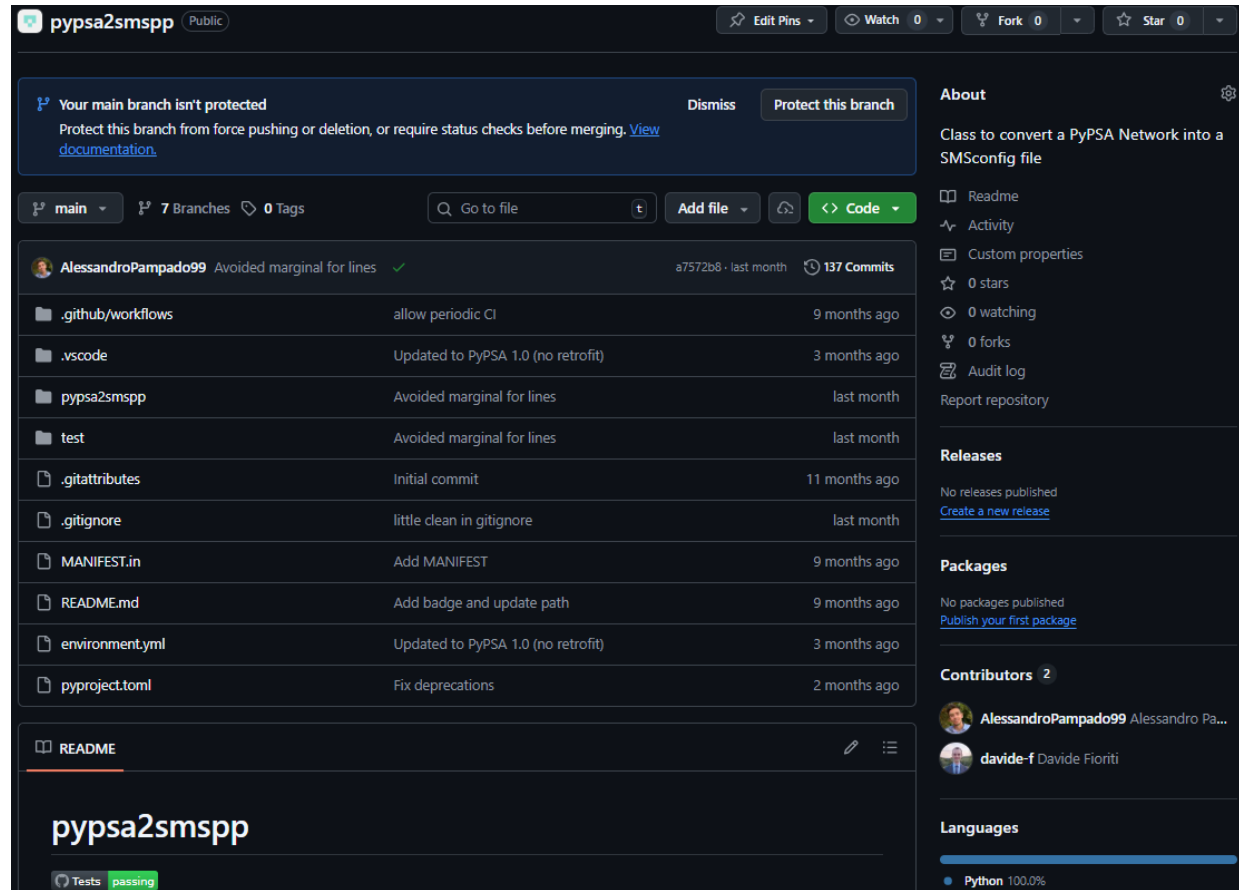 pypsa2smspp Public Edit Pins Watch 0 Fork 0 Star 0
Your main branch isn't protected Dismiss Protect this branch
Protect this branch from force pushing or deletion, or require status checks before merging. View
documentation.
main 7 Branches 0 Tags Go to file t Add file Code
AlessandroPampado99 Avoided marginal for lines a7572b8 · last month 137 Commits
.github/workflows allow periodic CI 9 months ago
.vscode Updated to PyPSA 1.0 (no retrofit) 3 months ago
pypsa2smspp Avoided marginal for lines last month
test Avoided marginal for lines last month
.gitattributes Initial commit 11 months ago
.gitignore little clean in gitignore last month
MANIFEST.in Add MANIFEST 9 months ago
README.md Add badge and update path 9 months ago
environment.yml Updated to PyPSA 1.0 (no retrofit) 3 months ago
pyproject.toml Fix deprecations 2 months ago
README
pypsa2smspp
Tests passing
About
Class to convert a PyPSA Network into a
SMSconfig file
Readme
Activity
Custom properties
0 stars
0 watching
0 forks
Audit log
Report repository
Releases
No releases published
Create a new release
Packages
No packages published
Publish your first package
Contributors 2
AlessandroPampado99 Alessandro Pa...
davide-f Davide Fioriti
Languages
Python 100.0%